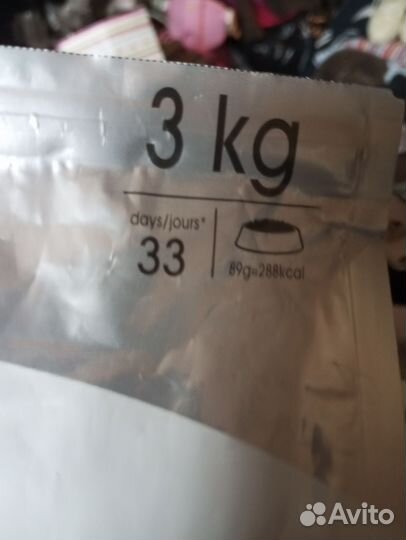 3 kg
days/jours*
33
89g=288kcal
Avito